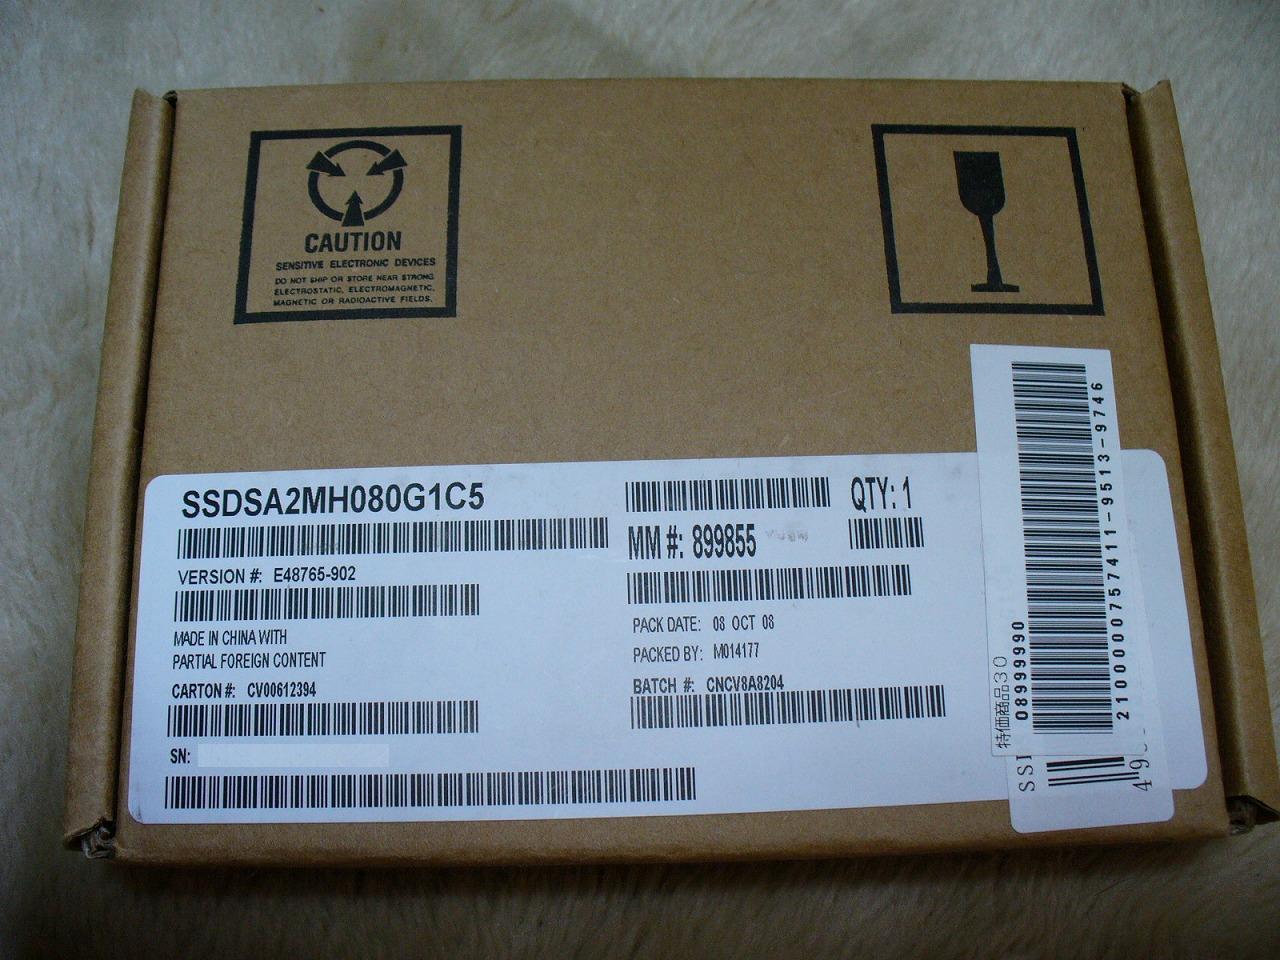 CAUTION
SENSITIVE ELECTRONIC DEVICES
DO NOT SHIP OR STORE NEAR STRONG
ELECTROSTATIC, ELECTROMAGNETIC,
MAGNETIC OR RADIOACTIVE FIELDS.
SSDSA2MH080G1C5
VERSION #: E48765-902
MADE IN CHINA WITH
PARTIAL FOREIGN CONTENT
CARTON #: CV00612394
SN:
QTY: 1
MM #: 899855
PACK DATE: 08 OCT 08
PACKED BY: M014177
BATCH #: CNCV8A8204
特価商品30
08999990
2100000757411-9513-9746
SSI
49